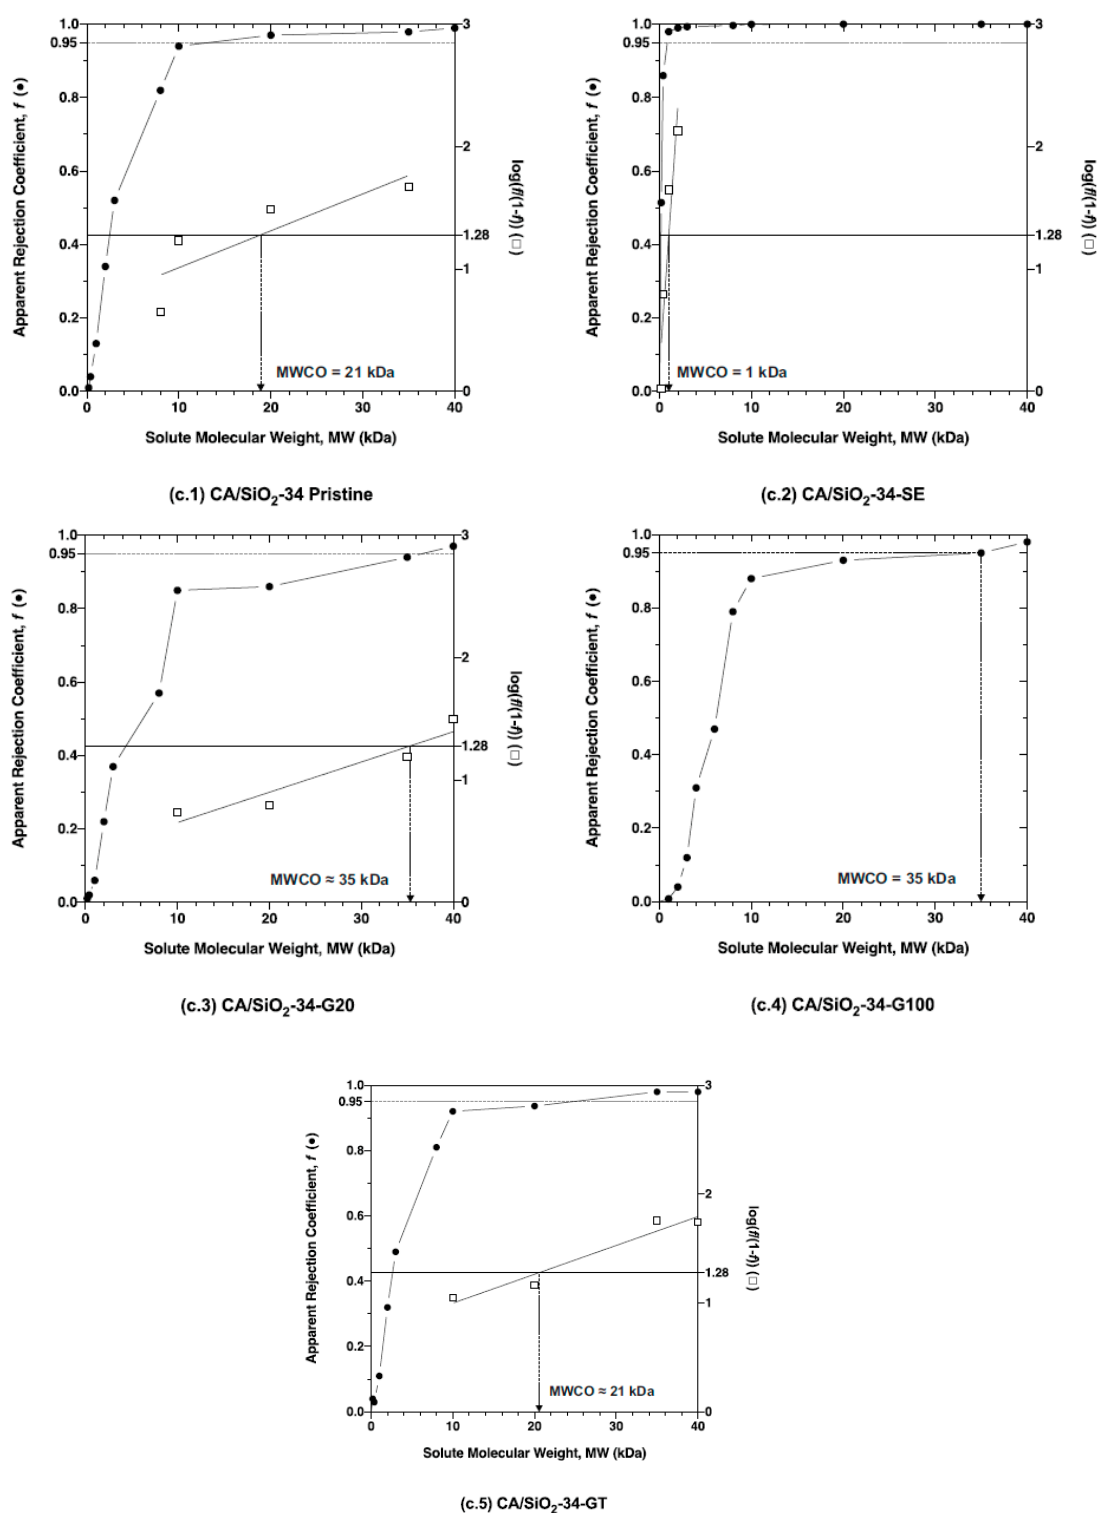 1.0
0.95
0.8
0.6
0.4
0.2
0.0
Apparent Rejection Coefficient, f (●)
3
2
1.28
1
0
log(f/(1-f)) (□)
MWCO = 21 kDa
0 10 20 30 40
Solute Molecular Weight, MW (kDa)
(c.1) CA/SiO2-34 Pristine
1.0
0.95
0.8
0.6
0.4
0.2
0.0
Apparent Rejection Coefficient, f (●)
3
2
1.28
1
0
log(f/(1-f)) (□)
MWCO = 1 kDa
0 10 20 30 40
Solute Molecular Weight, MW (kDa)
(c.2) CA/SiO2-34-SE
1.0
0.95
0.8
0.6
0.4
0.2
0.0
Apparent Rejection Coefficient, f (●)
3
2
1.28
1
0
log(f/(1-f)) (□)
MWCO ≈ 35 kDa
0 10 20 30 40
Solute Molecular Weight, MW (kDa)
(c.3) CA/SiO2-34-G20
1.0
0.95
0.8
0.6
0.4
0.2
0.0
Apparent Rejection Coefficient, f (●)
MWCO = 35 kDa
0 10 20 30 40
Solute Molecular Weight, MW (kDa)
(c.4) CA/SiO2-34-G100
1.0
0.95
0.8
0.6
0.4
0.2
0.0
Apparent Rejection Coefficient, f (●)
3
2
1.28
1
0
log(f/(1-f)) (□)
MWCO ≈ 21 kDa
0 10 20 30 40
Solute Molecular Weight, MW (kDa)
(c.5) CA/SiO2-34-GT